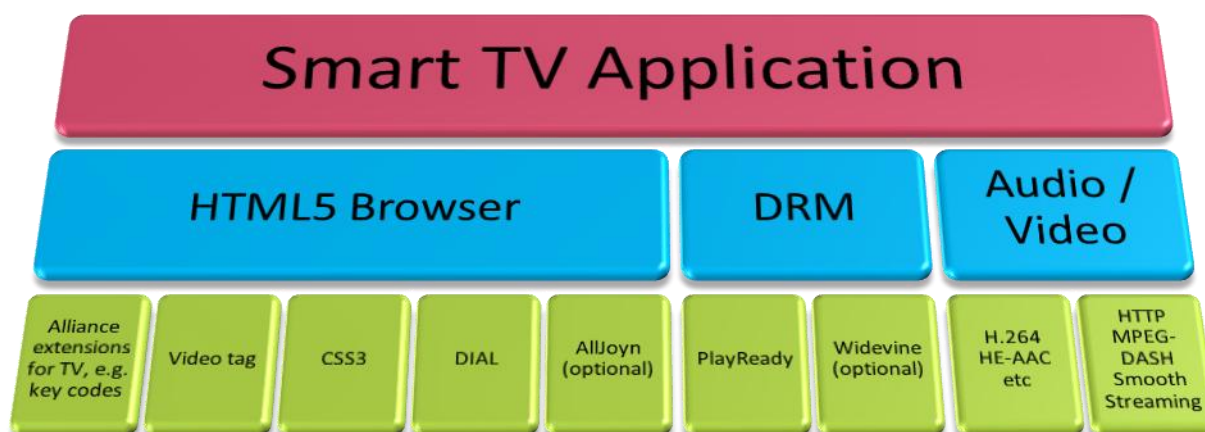 Smart TV Application
HTML5 Browser
DRM
Audio /
Video
Alliance
extensions
for TV, e.g.
key codes
Video tag
CSS3
DIAL
AllJoyn
(optional)
PlayReady
Widevine
(optional)
H.264
HE-AAC
etc
HTTP
MPEG-
DASH
Smooth
Streaming